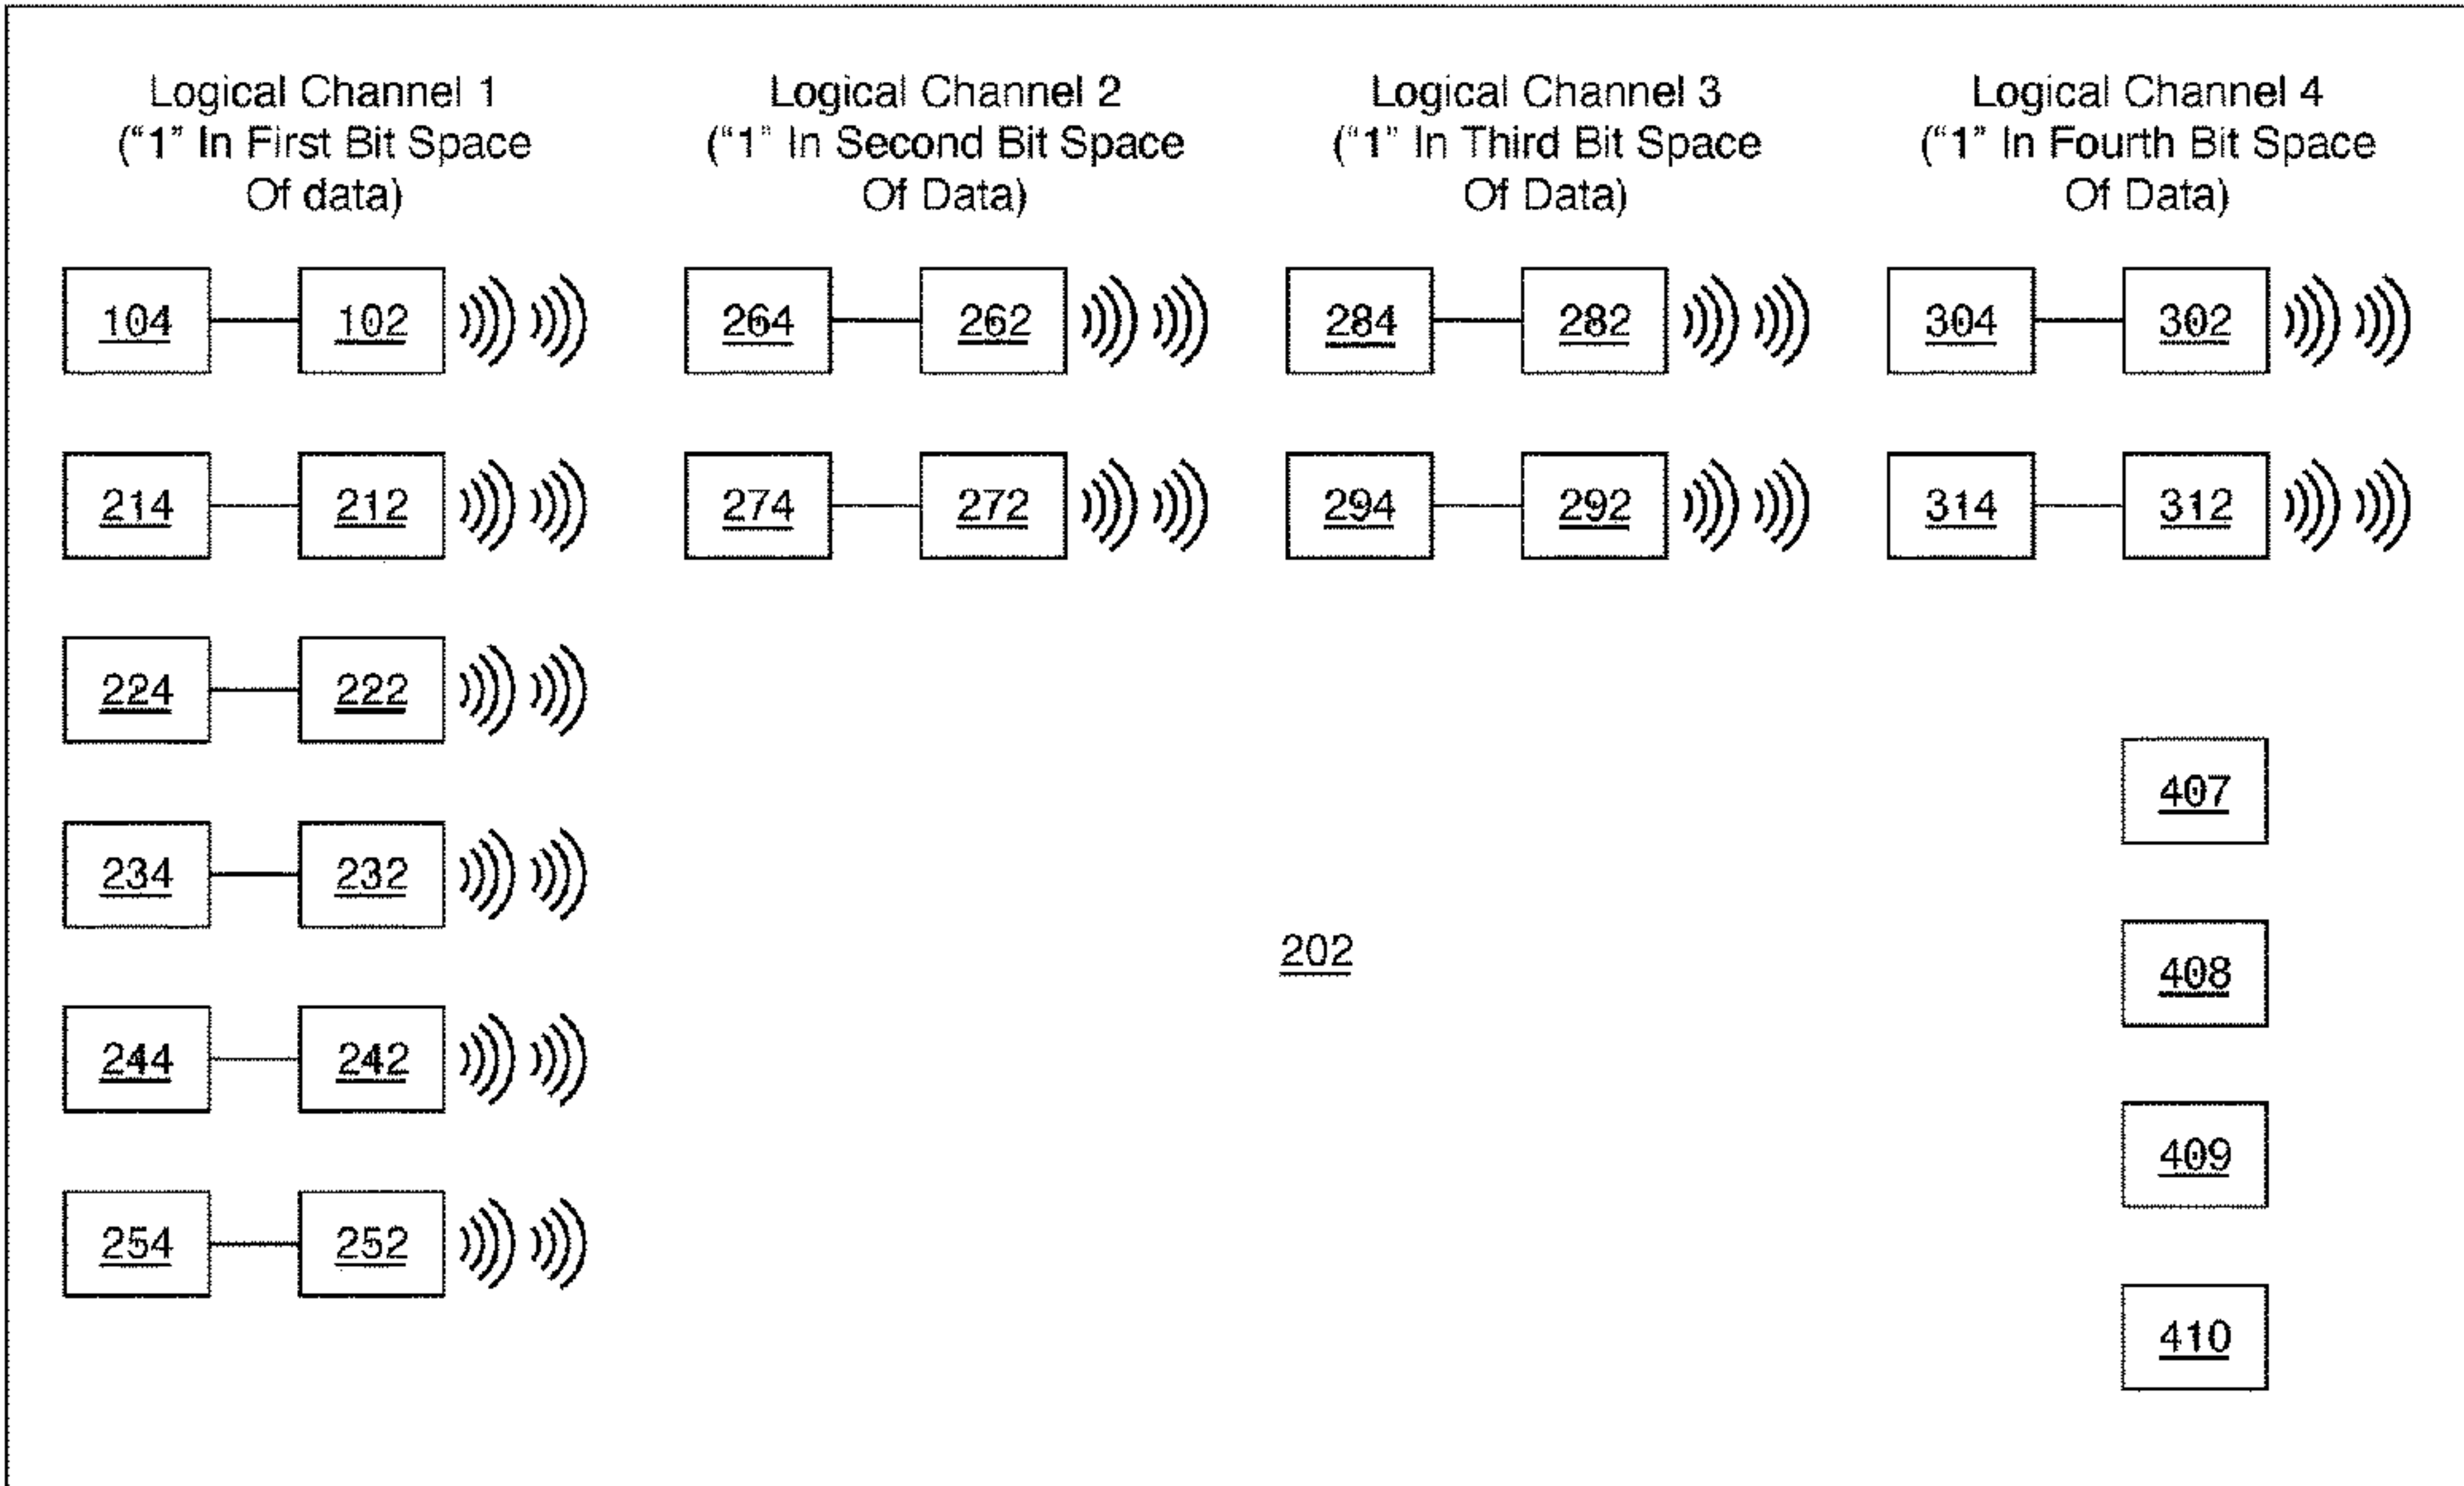 Logical Channel 1
("1" In First Bit Space
Of data)
Logical Channel 2
("1" In Second Bit Space
Of Data)
Logical Channel 3
("1" In Third Bit Space
Of Data)
Logical Channel 4
("1" In Fourth Bit Space
Of Data)
104 102 264 262 284 282 304 302
214 212 274 272 294 292 314 312
224 222
407
234 232
202
408
244 242
409
254 252
410